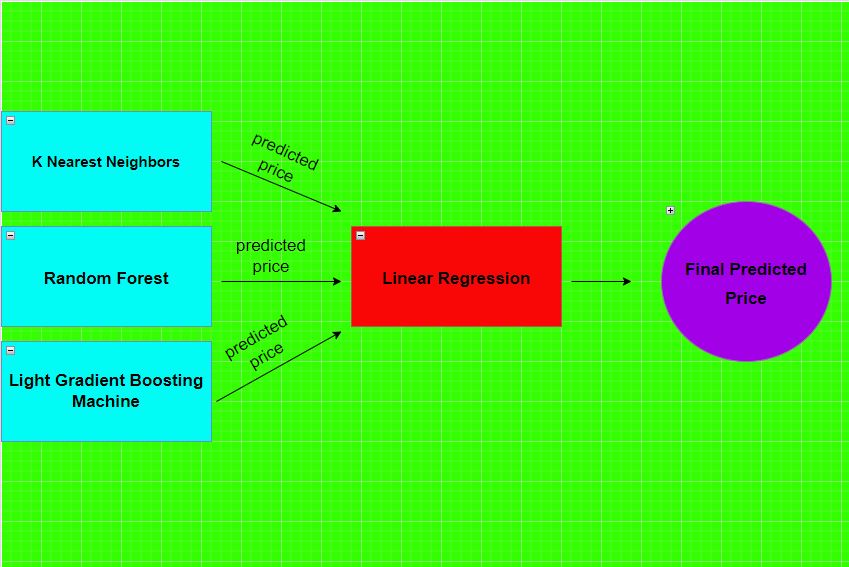 K Nearest Neighbors
predicted
price
Random Forest
predicted
price
Light Gradient Boosting
Machine
predicted
price
Linear Regression
Final Predicted
Price